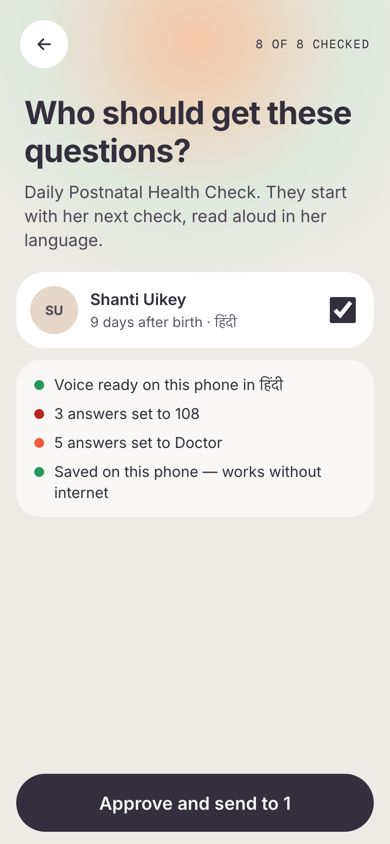 8 OF 8 CHECKED
Who should get these
questions?
Daily Postnatal Health Check. They start
with her next check, read aloud in her
language.
SU
Shanti Uikey
9 days after birth · हिंदी
Voice ready on this phone in हिंदी
3 answers set to 108
5 answers set to Doctor
Saved on this phone — works without
internet
Approve and send to 1